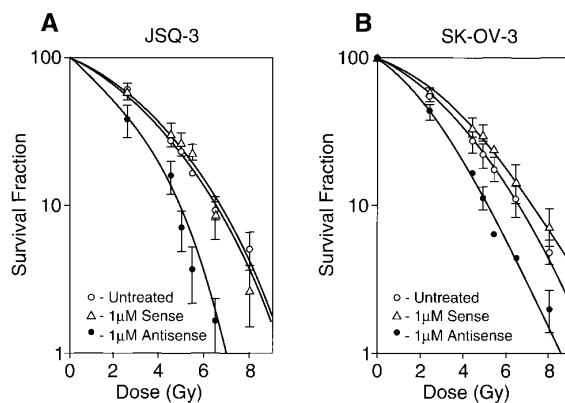 A
JSQ-3
Survival Fraction
100
10
1
○ - Untreated
△ - 1µM Sense
● - 1µM Antisense
0 2 4 6 8
Dose (Gy)
B
SK-OV-3
Survival Fraction
100
10
1
○ - Untreated
△ - 1µM Sense
● - 1µM Antisense
0 2 4 6 8
Dose (Gy)